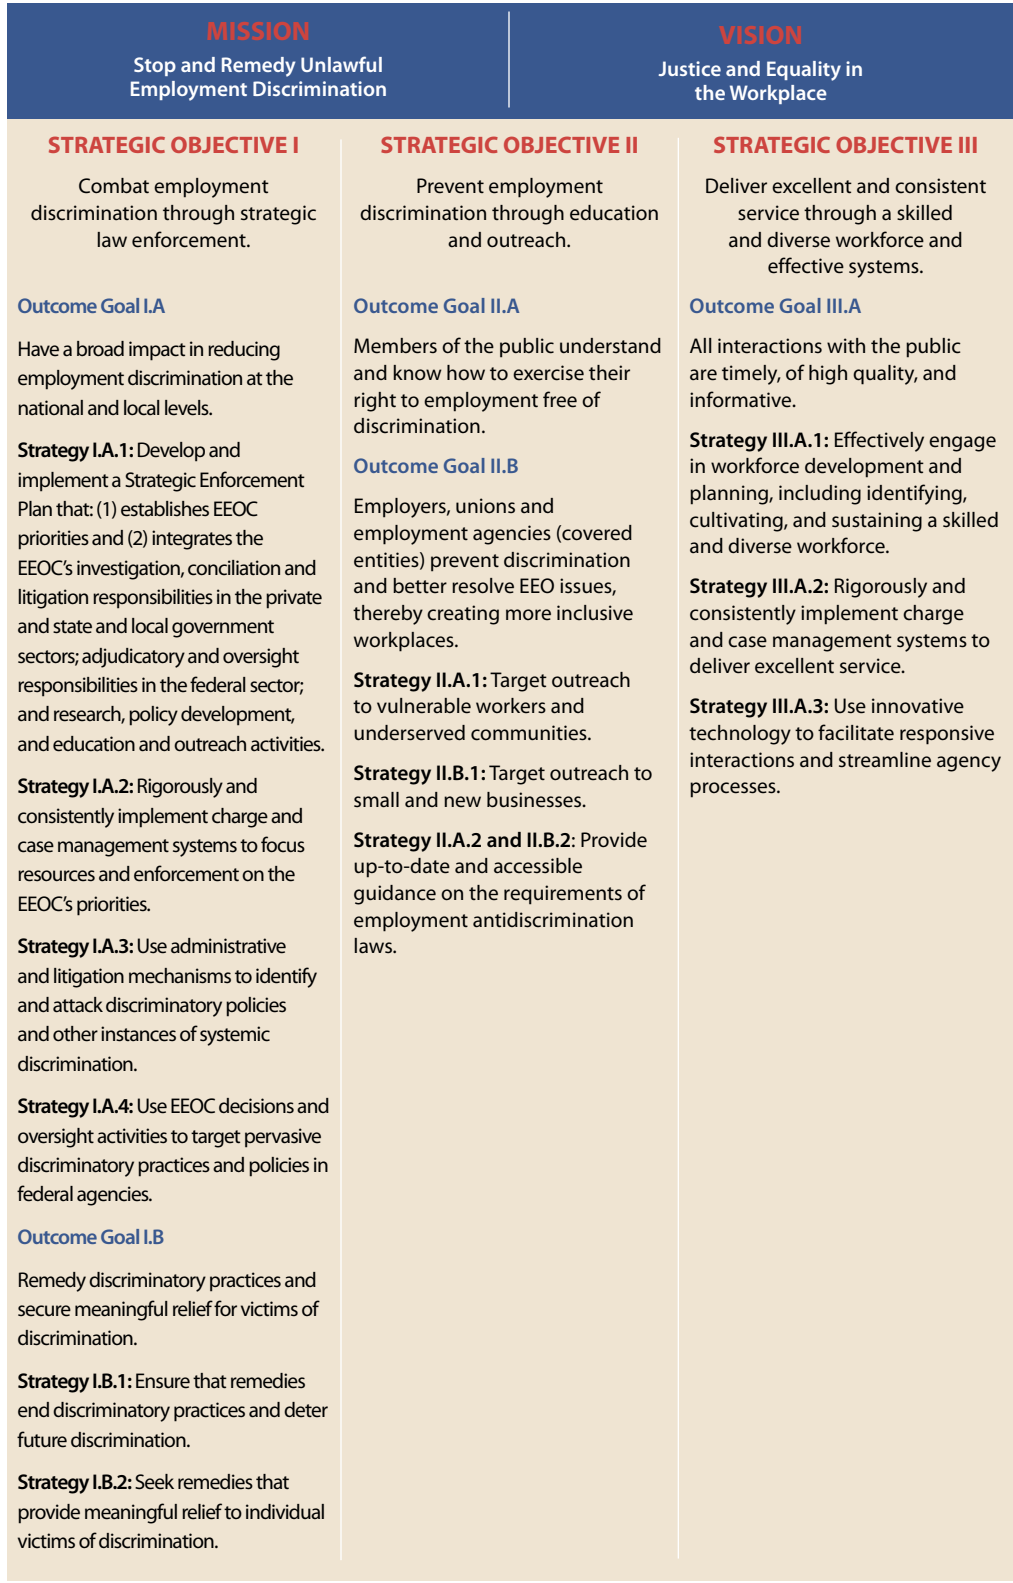 MISSION
Stop and Remedy Unlawful
Employment Discrimination
VISION
Justice and Equality in
the Workplace
STRATEGIC OBJECTIVE I
Combat employment
discrimination through strategic
law enforcement.
Outcome Goal I.A
Have a broad impact in reducing
employment discrimination at the
national and local levels.
Strategy I.A.1: Develop and
implement a Strategic Enforcement
Plan that: (1) establishes EEOC
priorities and (2) integrates the
EEOC’s investigation, conciliation and
litigation responsibilities in the private
and state and local government
sectors; adjudicatory and oversight
responsibilities in the federal sector;
and research, policy development,
and education and outreach activities.
Strategy I.A.2: Rigorously and
consistently implement charge and
case management systems to focus
resources and enforcement on the
EEOC’s priorities.
Strategy I.A.3: Use administrative
and litigation mechanisms to identify
and attack discriminatory policies
and other instances of systemic
discrimination.
Strategy I.A.4: Use EEOC decisions and
oversight activities to target pervasive
discriminatory practices and policies in
federal agencies.
Outcome Goal I.B
Remedy discriminatory practices and
secure meaningful relief for victims of
discrimination.
Strategy I.B.1: Ensure that remedies
end discriminatory practices and deter
future discrimination.
Strategy I.B.2: Seek remedies that
provide meaningful relief to individual
victims of discrimination.
STRATEGIC OBJECTIVE II
Prevent employment
discrimination through education
and outreach.
Outcome Goal II.A
Members of the public understand
and know how to exercise their
right to employment free of
discrimination.
Outcome Goal II.B
Employers, unions and
employment agencies (covered
entities) prevent discrimination
and better resolve EEO issues,
thereby creating more inclusive
workplaces.
Strategy II.A.1: Target outreach
to vulnerable workers and
underserved communities.
Strategy II.B.1: Target outreach to
small and new businesses.
Strategy II.A.2 and II.B.2: Provide
up-to-date and accessible
guidance on the requirements of
employment antidiscrimination
laws.
STRATEGIC OBJECTIVE III
Deliver excellent and consistent
service through a skilled
and diverse workforce and
effective systems.
Outcome Goal III.A
All interactions with the public
are timely, of high quality, and
informative.
Strategy III.A.1: Effectively engage
in workforce development and
planning, including identifying,
cultivating, and sustaining a skilled
and diverse workforce.
Strategy III.A.2: Rigorously and
consistently implement charge
and case management systems to
deliver excellent service.
Strategy III.A.3: Use innovative
technology to facilitate responsive
interactions and streamline agency
processes.